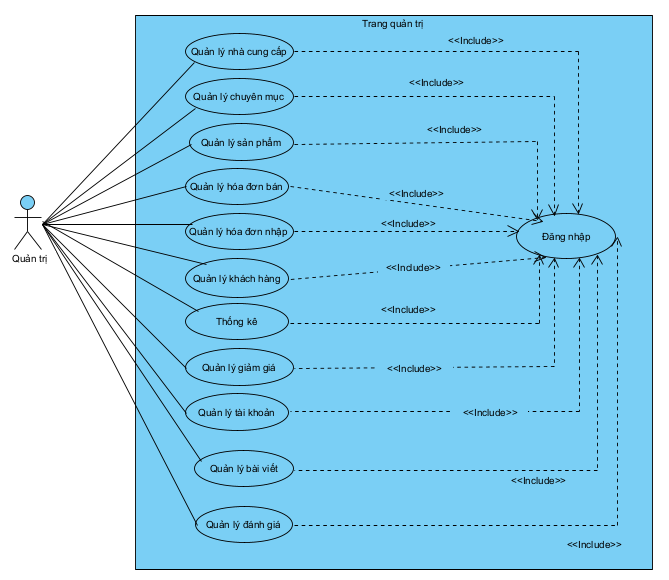 Trang quản trị
Quản lý nhà cung cấp
<<Include>>
Quản lý chuyên mục
<<Include>>
Quản lý sản phẩm
<<Include>>
Quản lý hóa đơn bán
<<Include>>
Quản lý hóa đơn nhập
<<Include>>
Đăng nhập
Quản trị
Quản lý khách hàng
<<Include>>
Thống kê
<<Include>>
Quản lý giảm giá
<<Include>>
Quản lý tài khoản
<<Include>>
Quản lý bài viết
<<Include>>
Quản lý đánh giá
<<Include>>